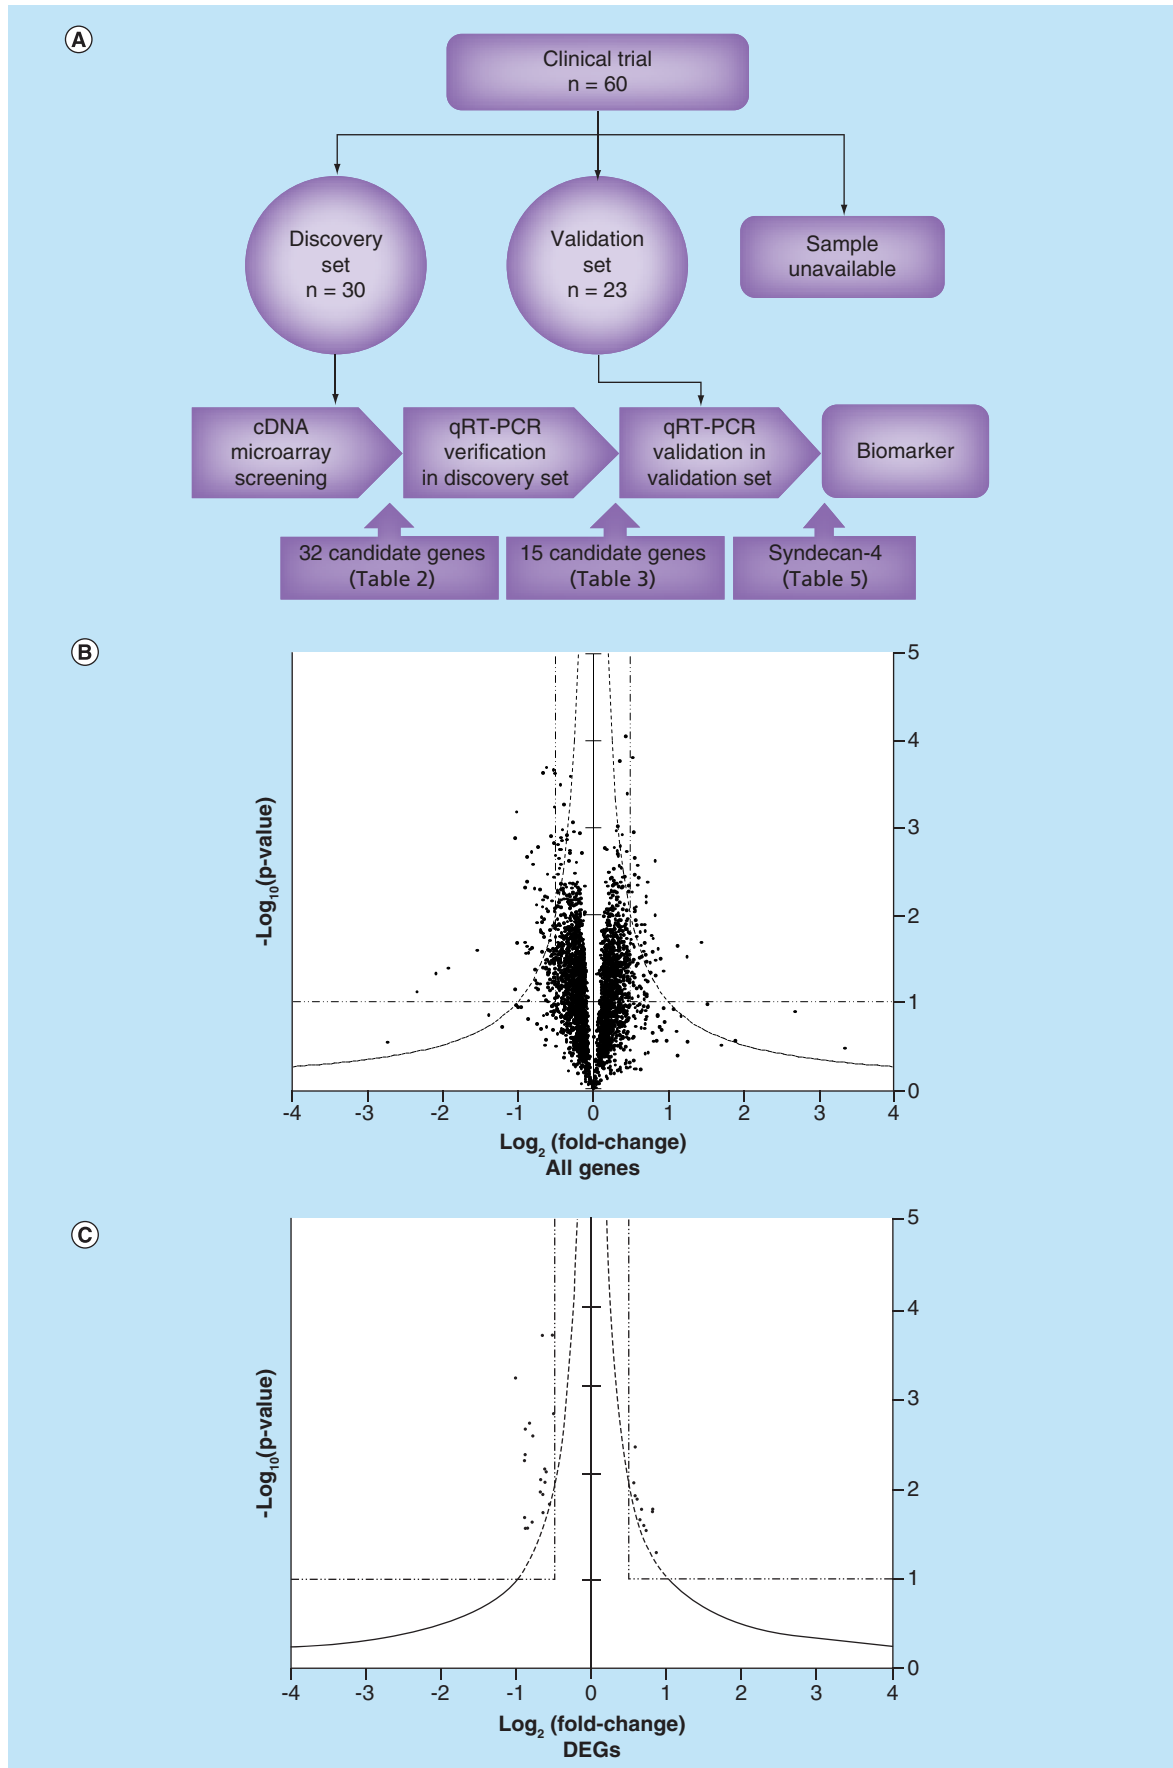 A
Clinical trial
n = 60
Discovery
set
n = 30
Validation
set
n = 23
Sample
unavailable
cDNA
microarray
screening
qRT-PCR
verification
in discovery set
qRT-PCR
validation in
validation set
Biomarker
32 candidate genes
(Table 2)
15 candidate genes
(Table 3)
Syndecan-4
(Table 5)
B
5
4
3
2
1
0
-Log10(p-value)
-4 -3 -2 -1 0 1 2 3 4
Log2 (fold-change)
All genes
C
5
4
3
2
1
0
-Log10(p-value)
-4 -3 -2 -1 0 1 2 3 4
Log2 (fold-change)
DEGs